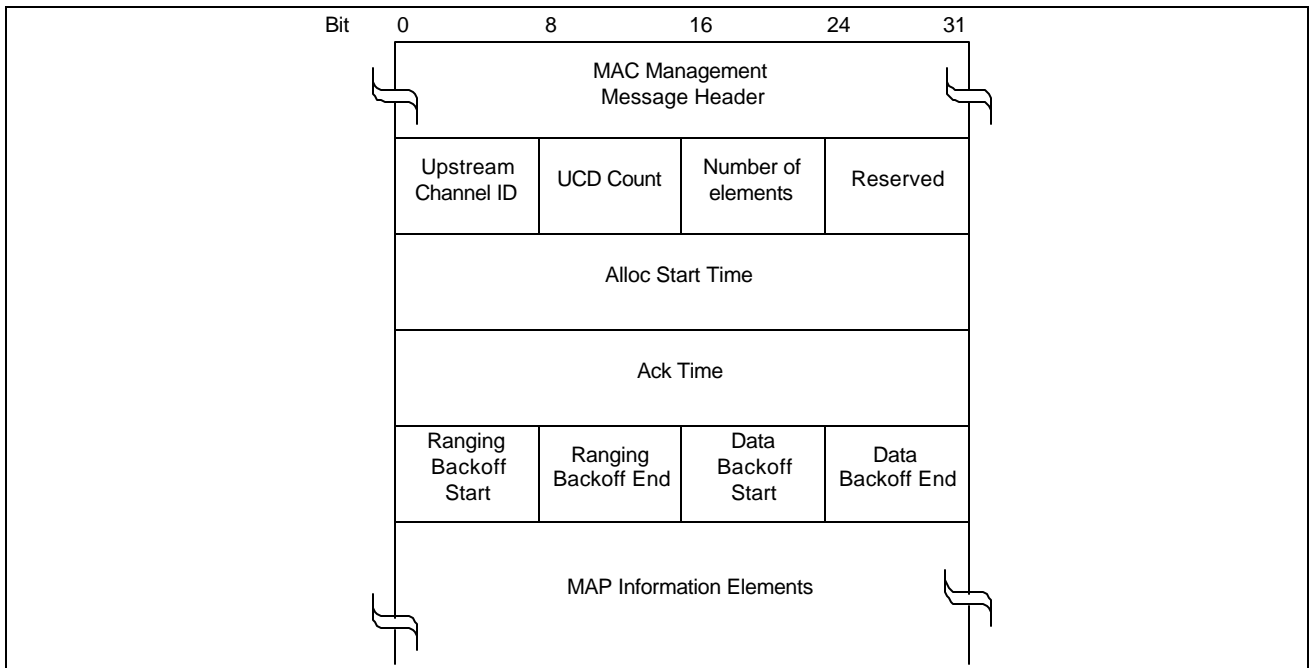 Bit 0 8 16 24 31
MAC Management
Message Header
Upstream
Channel ID
UCD Count
Number of
elements
Reserved
Alloc Start Time
Ack Time
Ranging
Backoff
Start
Ranging
Backoff End
Data
Backoff
Start
Data
Backoff End
MAP Information Elements